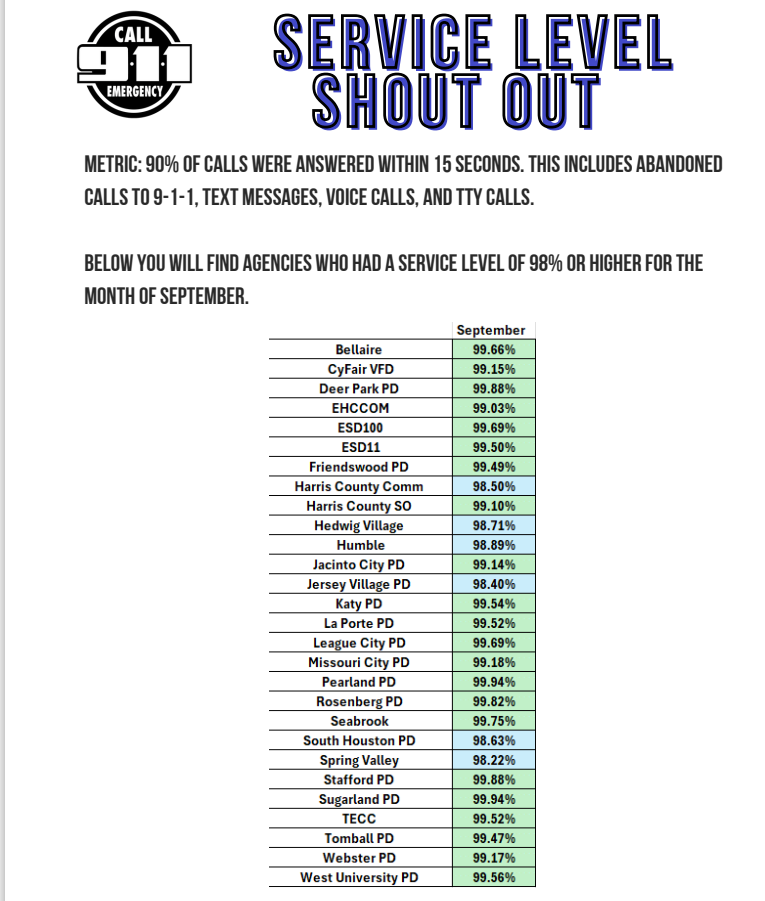 CALL
911
EMERGENCY
SERVICE LEVEL
SHOUT OUT
METRIC: 90% OF CALLS WERE ANSWERED WITHIN 15 SECONDS. THIS INCLUDES ABANDONED
CALLS TO 9-1-1, TEXT MESSAGES, VOICE CALLS, AND TTY CALLS.
BELOW YOU WILL FIND AGENCIES WHO HAD A SERVICE LEVEL OF 98% OR HIGHER FOR THE
MONTH OF SEPTEMBER.
September
Bellaire 99.66%
CyFair VFD 99.15%
Deer Park PD 99.88%
EHCCOM 99.03%
ESD100 99.69%
ESD11 99.50%
Friendswood PD 99.49%
Harris County Comm 98.50%
Harris County SO 99.10%
Hedwig Village 98.71%
Humble 98.89%
Jacinto City PD 99.14%
Jersey Village PD 98.40%
Katy PD 99.54%
La Porte PD 99.52%
League City PD 99.69%
Missouri City PD 99.18%
Pearland PD 99.94%
Rosenberg PD 99.82%
Seabrook 99.75%
South Houston PD 98.63%
Spring Valley 98.22%
Stafford PD 99.88%
Sugarland PD 99.94%
TECC 99.52%
Tomball PD 99.47%
Webster PD 99.17%
West University PD 99.56%